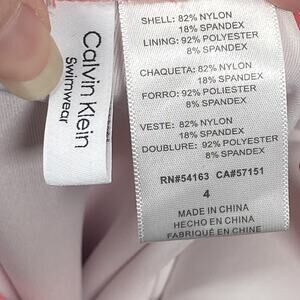 Calvin Klein
Swimwear
SHELL: 82% NYLON
18% SPANDEX
LINING: 92% POLYESTER
8% SPANDEX
CHAQUETA: 82% NYLON
18% SPANDEX
FORRO: 92% POLIESTER
8% SPANDEX
VESTE: 82% NYLON
18% SPANDEX
DOUBLURE: 92% POLYESTER
8% SPANDEX
RN#54163 CA#57151
4
MADE IN CHINA
HECHO EN CHINA
FABRIQUÉ EN CHINE